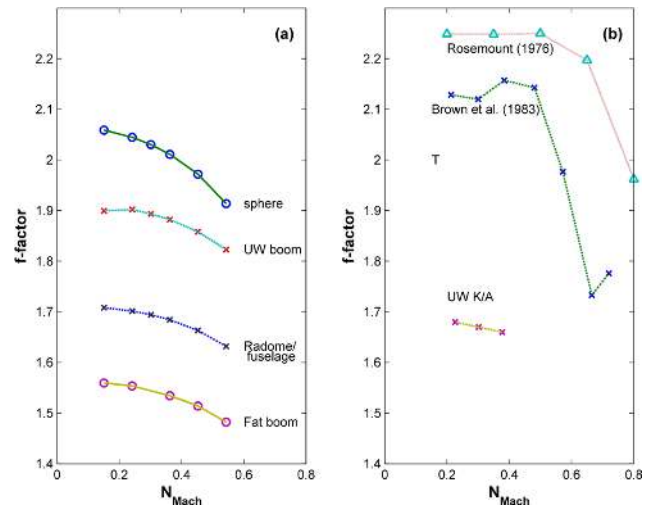 (a)
2.2
2.1
2
1.9
1.8
1.7
1.6
1.5
1.4
f-factor
sphere
UW boom
Radome/
fuselage
Fat boom
0 0.2 0.4 0.6 0.8
N_Mach
(b)
2.2
2.1
2
1.9
1.8
1.7
1.6
1.5
1.4
f-factor
Rosemount (1976)
Brown et al. (1983)
T
UW K/A
0 0.2 0.4 0.6 0.8
N_Mach